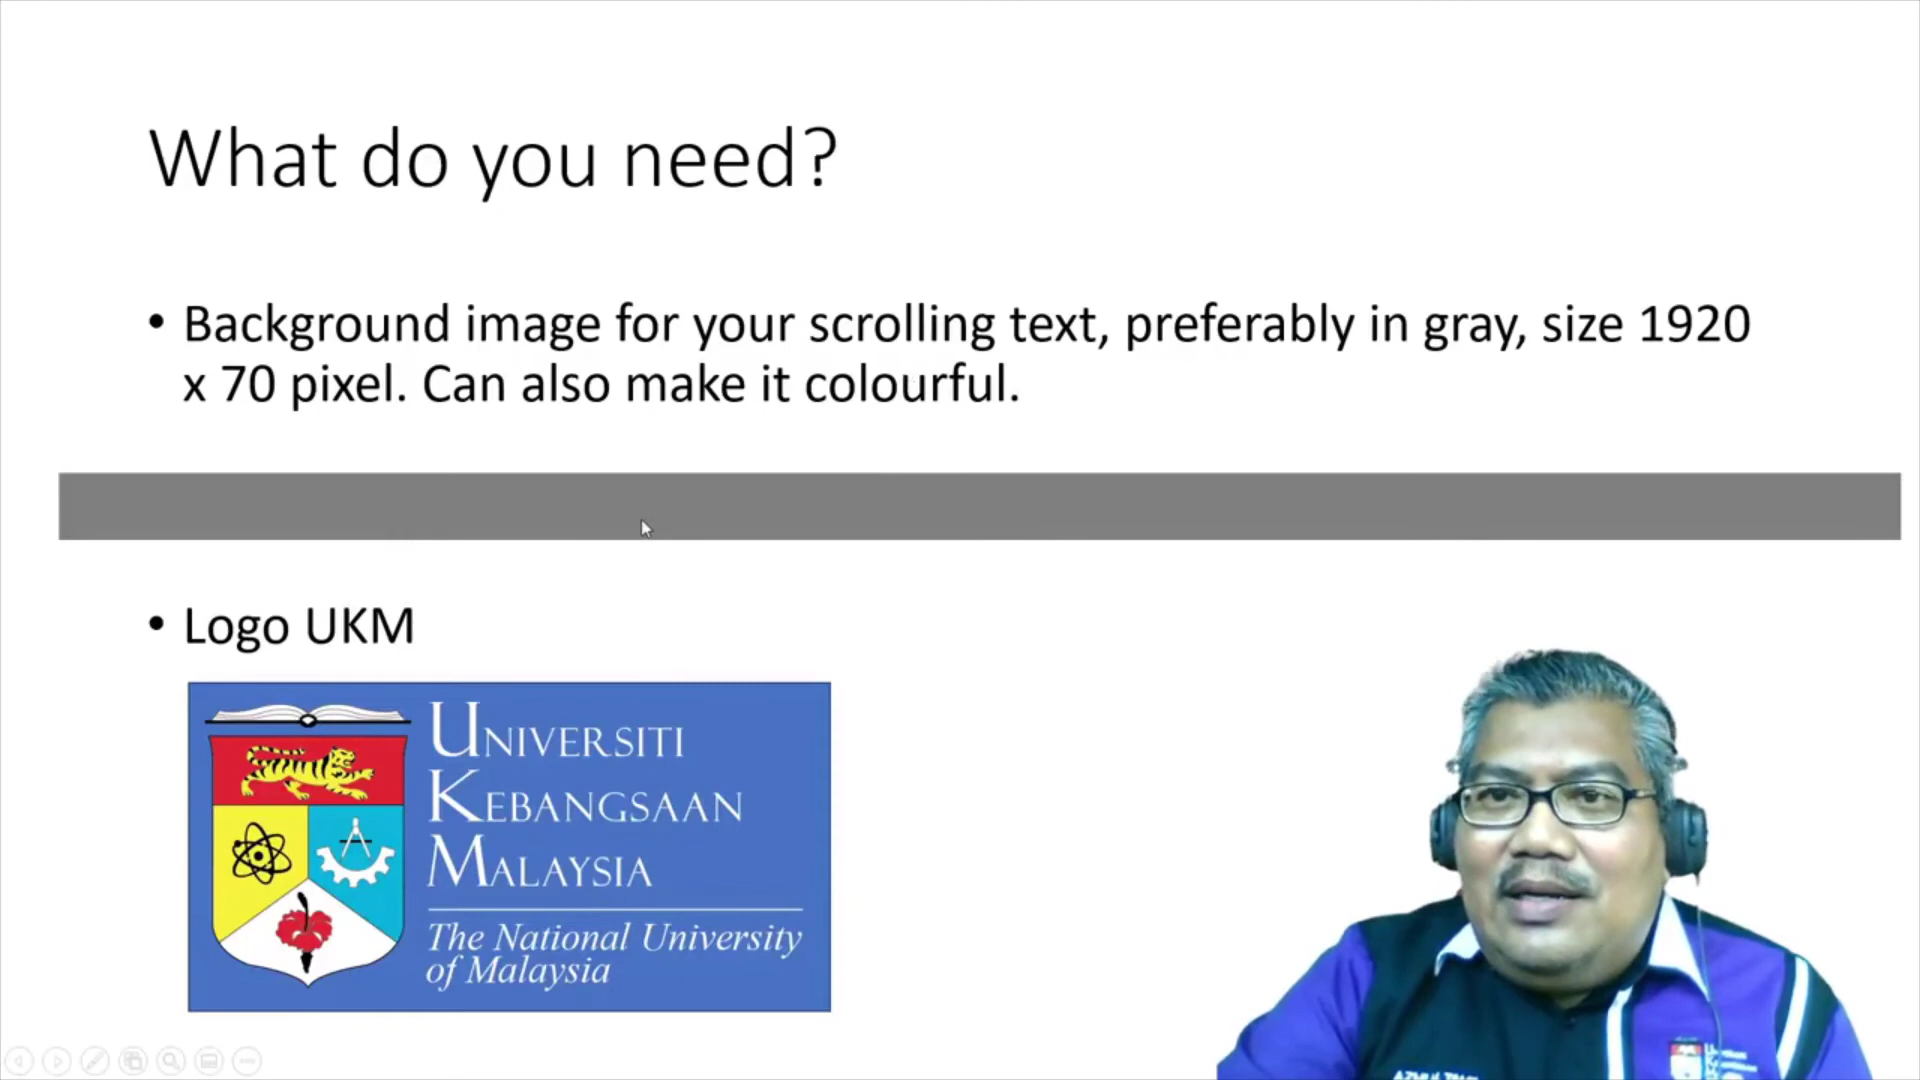 What do you need?
• Background image for your scrolling text, preferably in gray, size 1920
x 70 pixel. Can also make it colourful.
• Logo UKM
UNIVERSITI
KEBANGSAAN
MALAYSIA
The National University
of Malaysia